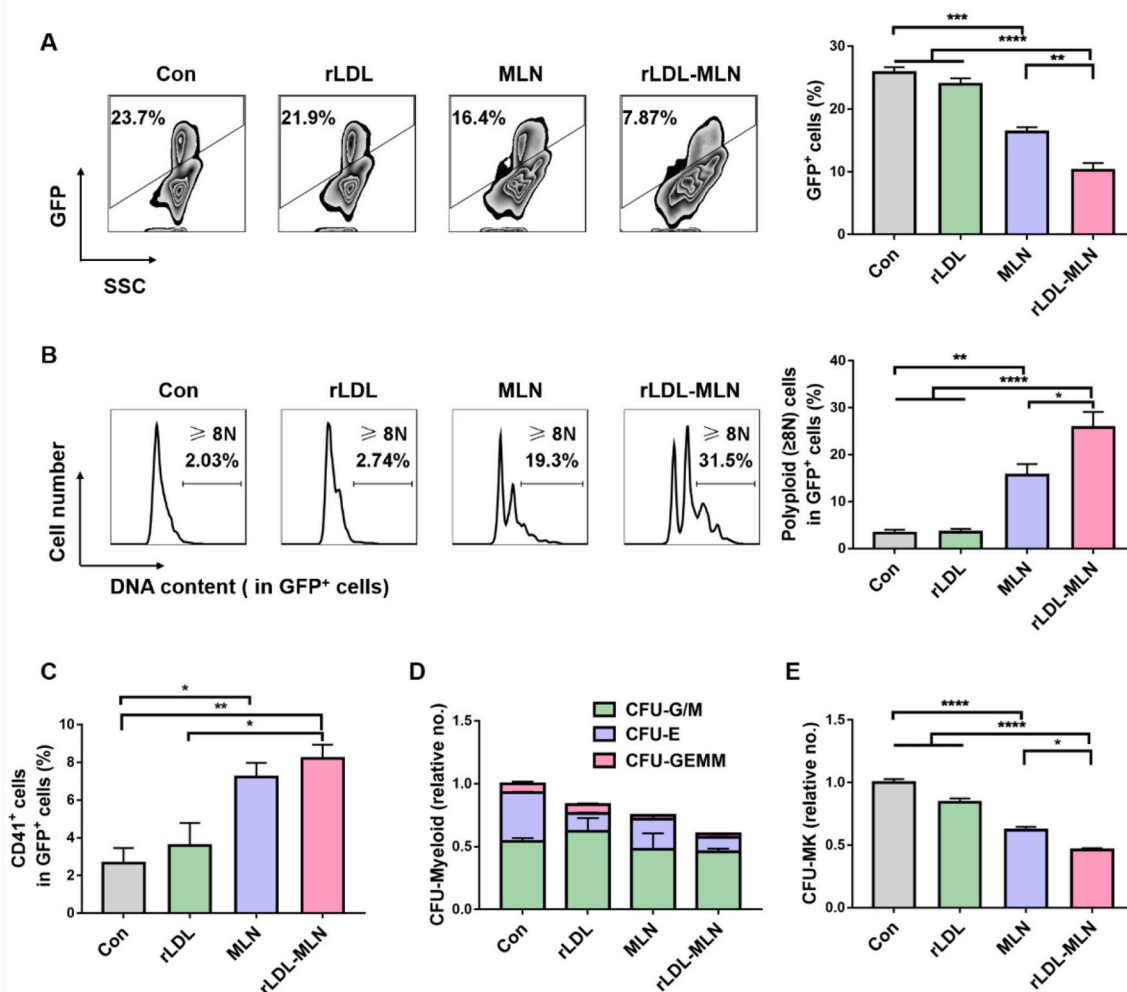 A
Con
rLDL
MLN
rLDL-MLN
23.7%
21.9%
16.4%
7.87%
GFP
SSC
***
****
**
GFP⁺ cells (%)
30
20
10
0
Con
rLDL
MLN
rLDL-MLN
B
Con
rLDL
MLN
rLDL-MLN
⩾ 8N
2.03%
⩾ 8N
2.74%
⩾ 8N
19.3%
⩾ 8N
31.5%
Cell number
DNA content ( in GFP⁺ cells)
**
****
*
Polyploid (≥8N) cells
in GFP⁺ cells (%)
40
30
20
10
0
Con
rLDL
MLN
rLDL-MLN
C
*
**
*
CD41⁺ cells
in GFP⁺ cells (%)
10
8
6
4
2
0
Con
rLDL
MLN
rLDL-MLN
D
CFU-G/M
CFU-E
CFU-GEMM
CFU-Myeloid (relative no.)
1.5
1.0
0.5
0.0
Con
rLDL
MLN
rLDL-MLN
E
****
****
*
CFU-MK (relative no.)
1.5
1.0
0.5
0.0
Con
rLDL
MLN
rLDL-MLN